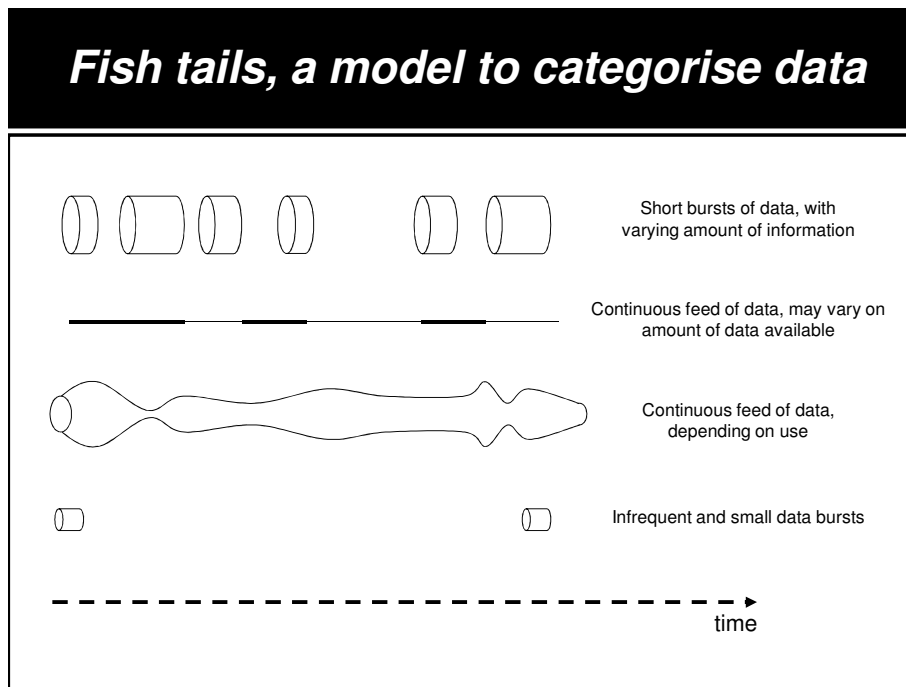 Fish tails, a model to categorise data
Short bursts of data, with
varying amount of information
Continuous feed of data, may vary on
amount of data available
Continuous feed of data,
depending on use
Infrequent and small data bursts
time